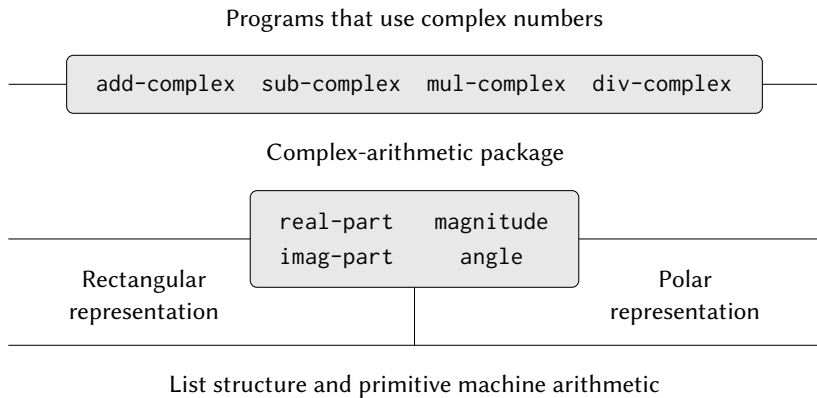 Programs that use complex numbers
add-complex sub-complex mul-complex div-complex
Complex-arithmetic package
real-part magnitude
imag-part angle
Rectangular
representation
Polar
representation
List structure and primitive machine arithmetic